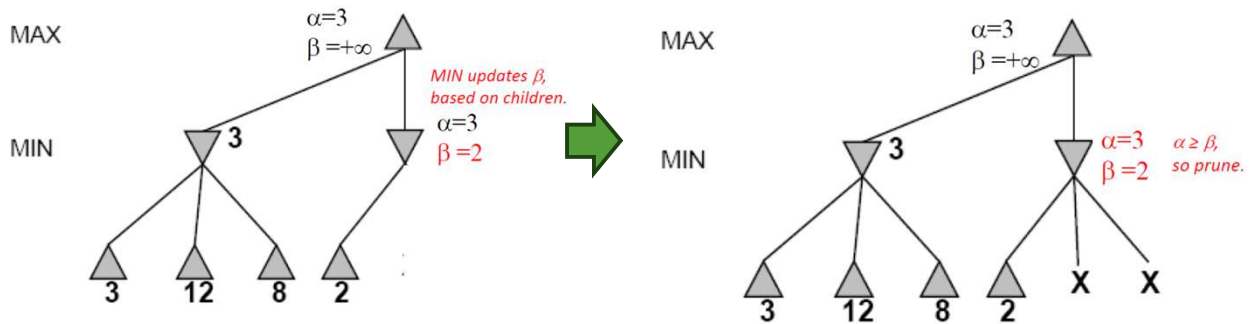 MAX
α=3
β =+∞
MIN updates β,
based on children.
MIN
3
α=3
β =2
3
12
8
2
MAX
α=3
β =+∞
MIN
3
α=3
β =2
α ≥ β,
so prune.
3
12
8
2
X
X